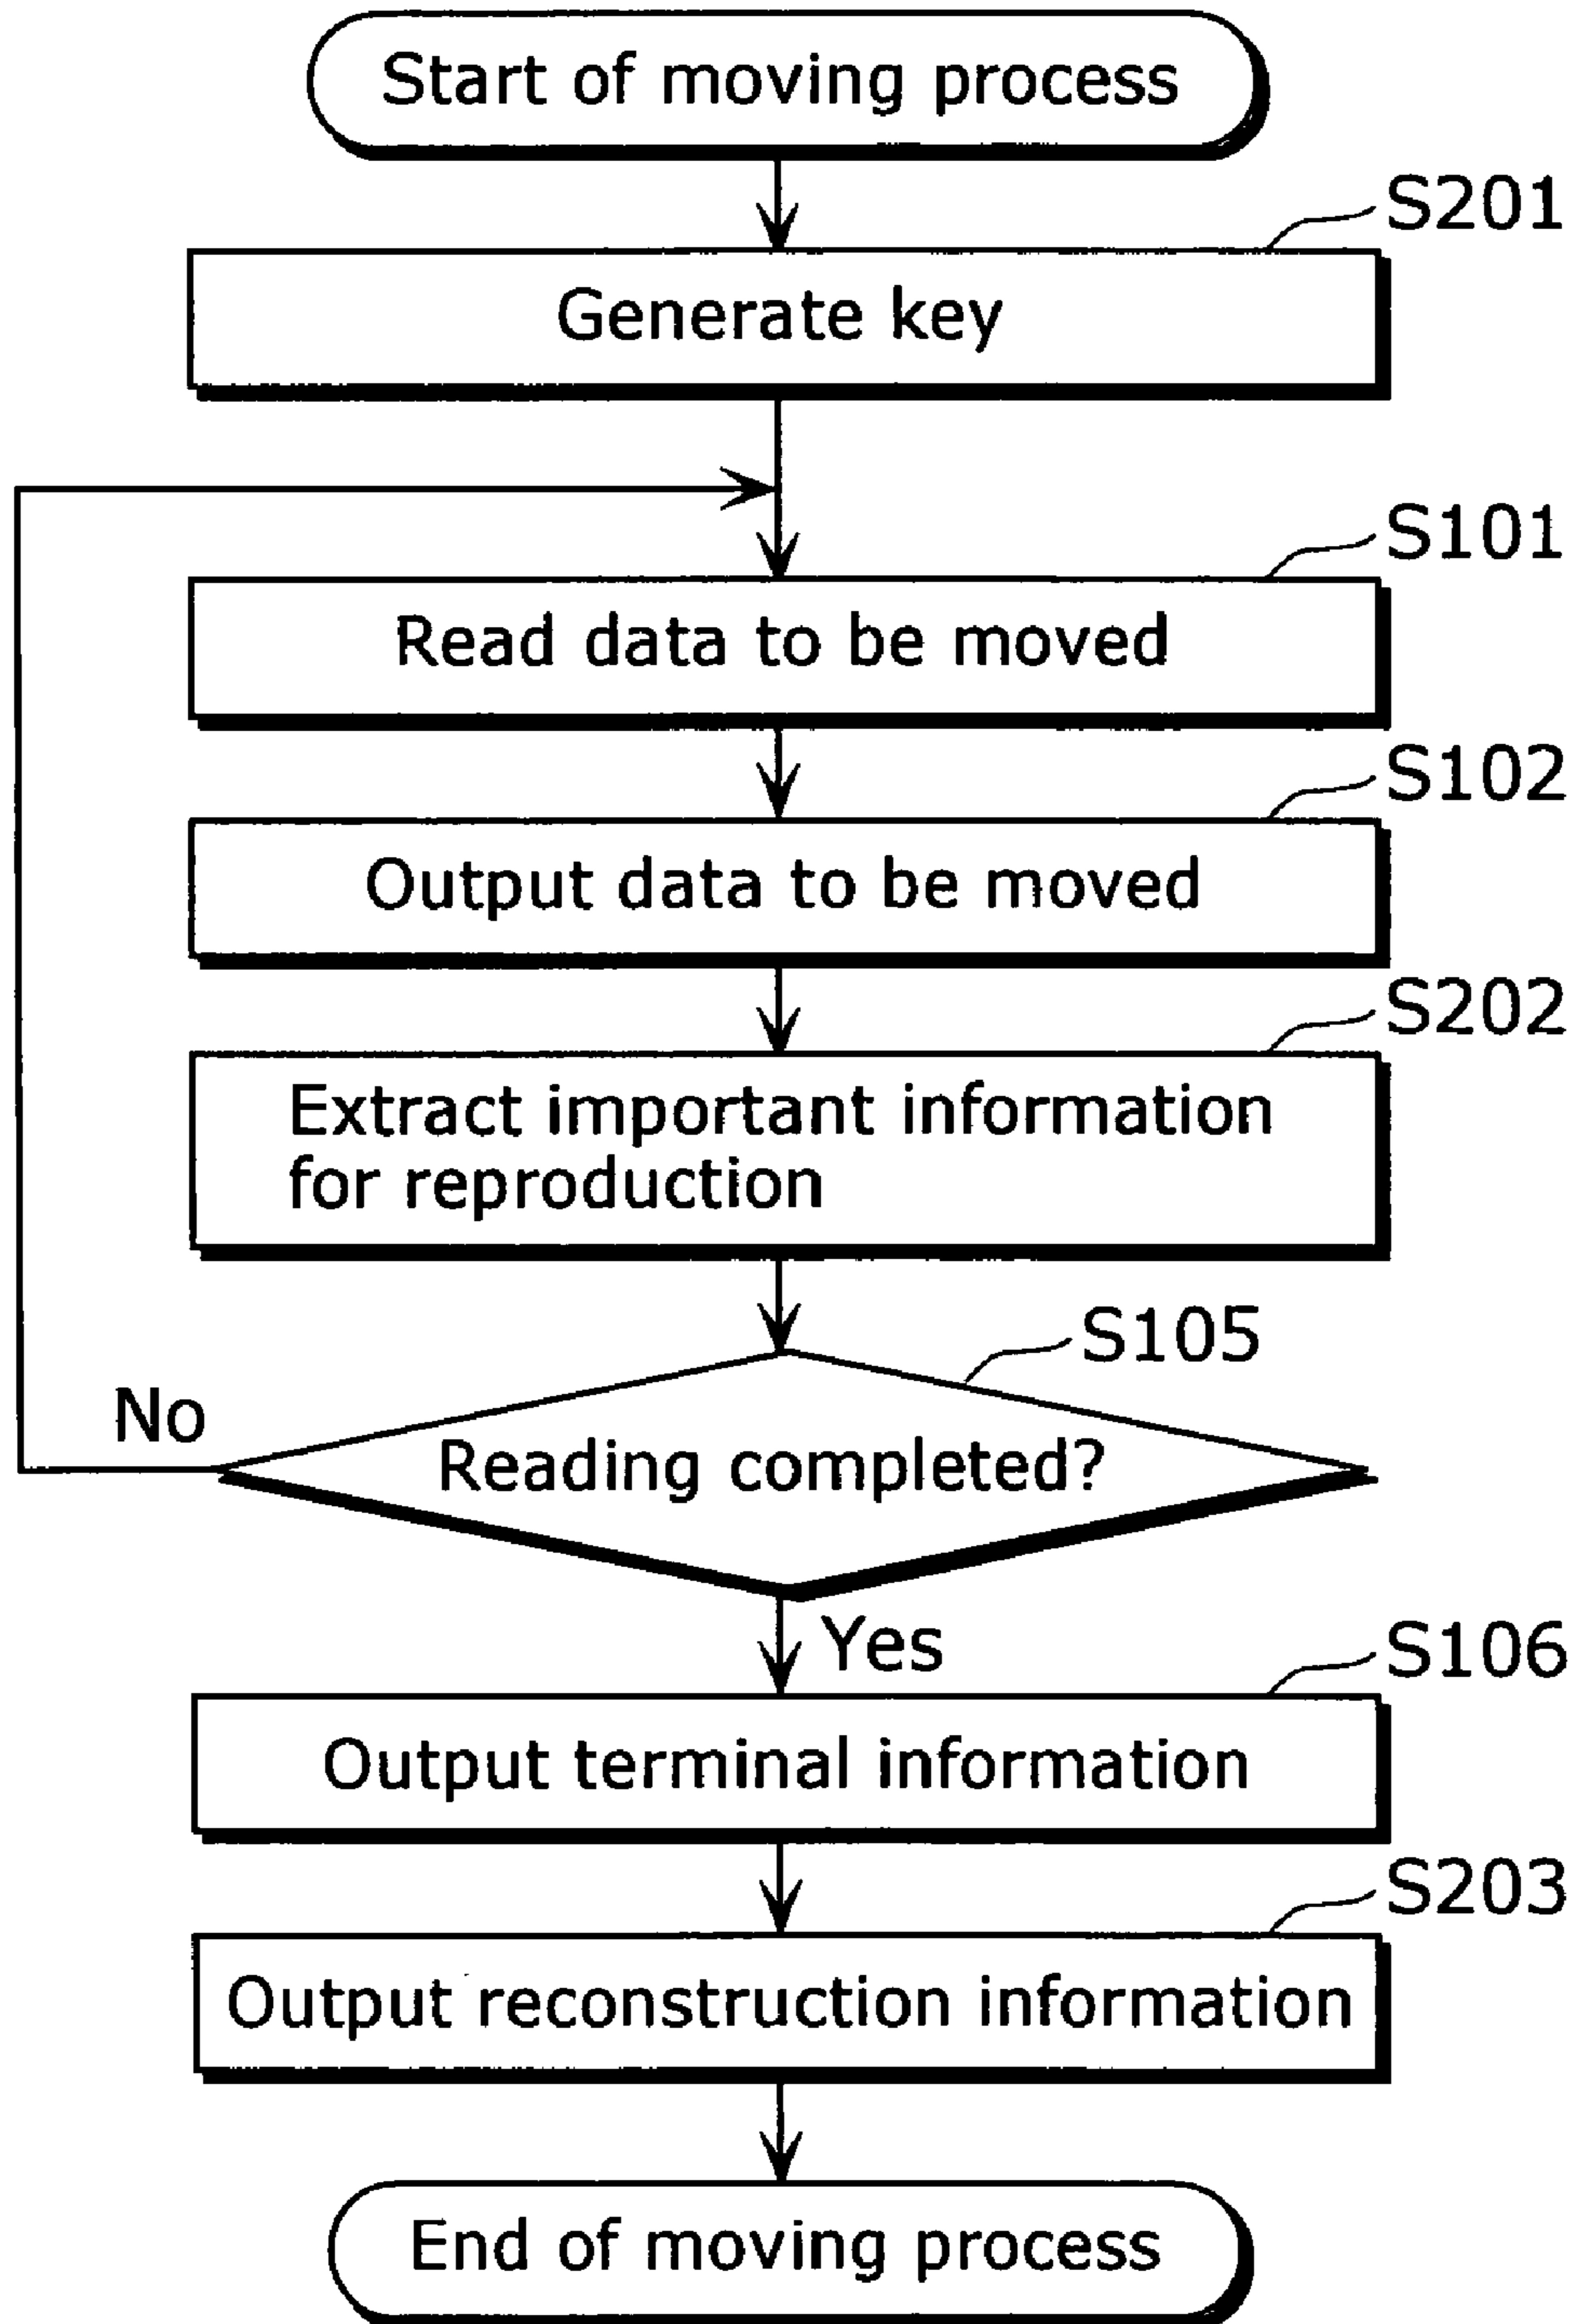 Start of moving process
S201
Generate key
S101
Read data to be moved
S102
Output data to be moved
S202
Extract important information
for reproduction
S105
No
Reading completed?
Yes
S106
Output terminal information
S203
Output reconstruction information
End of moving process